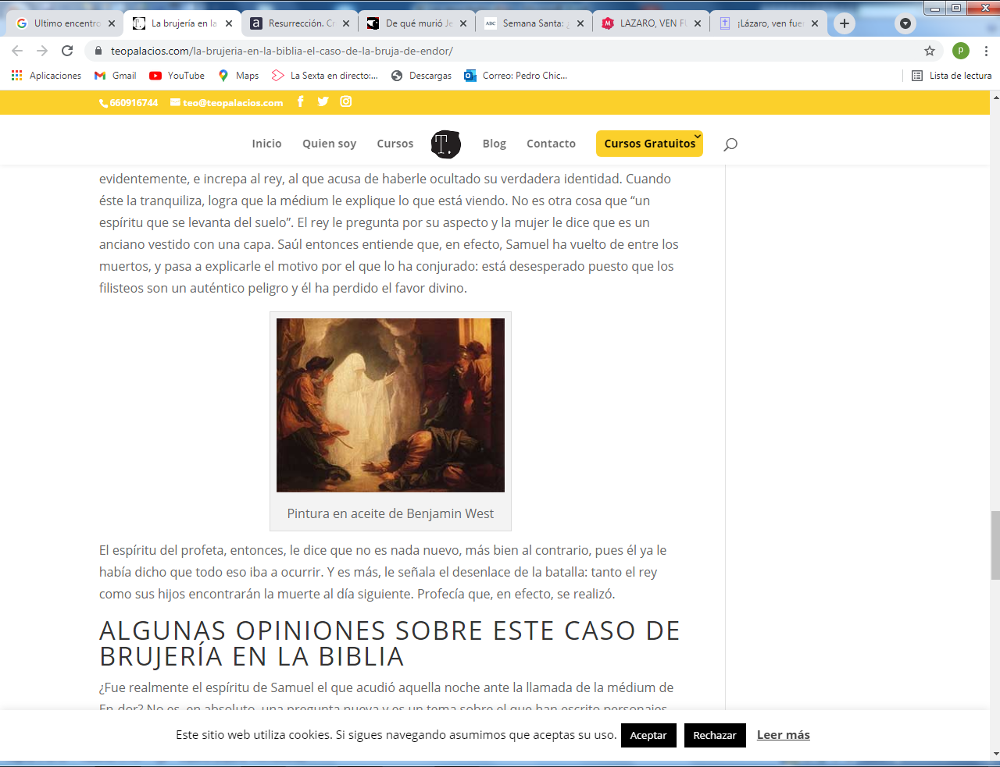 Ultimo encentro
La brujería en la
Resurrección. Cr
De qué murió Je
ABC
Semana Santa: ¿
LAZARO, VEN FU
¡Lázaro, ven fuer
teopalacios.com/la-brujeria-en-la-biblia-el-caso-de-la-bruja-de-endor/
Aplicaciones
Gmail
YouTube
Maps
La Sexta en directo:...
Descargas
Correo: Pedro Chic...
Lista de lectura
660916744
teo@teopalacios.com
Inicio
Quien soy
Cursos
T.
Blog
Contacto
Cursos Gratuitos
evidentemente, e increpa al rey, al que acusa de haberle ocultado su verdadera identidad. Cuando
éste la tranquiliza, logra que la médium le explique lo que está viendo. No es otra cosa que “un
espíritu que se levanta del suelo”. El rey le pregunta por su aspecto y la mujer le dice que es un
anciano vestido con una capa. Saúl entonces entiende que, en efecto, Samuel ha vuelto de entre los
muertos, y pasa a explicarle el motivo por el que lo ha conjurado: está desesperado puesto que los
filisteos son un auténtico peligro y él ha perdido el favor divino.
Pintura en aceite de Benjamin West
El espíritu del profeta, entonces, le dice que no es nada nuevo, más bien al contrario, pues él ya le
había dicho que todo eso iba a ocurrir. Y es más, le señala el desenlace de la batalla: tanto el rey
como sus hijos encontrarán la muerte al día siguiente. Profecía que, en efecto, se realizó.
ALGUNAS OPINIONES SOBRE ESTE CASO DE
BRUJERÍA EN LA BIBLIA
¿Fue realmente el espíritu de Samuel el que acudió aquella noche ante la llamada de la médium de
En-dor? No es, en absoluto, una pregunta nueva y es un tema sobre el que han escrito personajes
Este sitio web utiliza cookies. Si sigues navegando asumimos que aceptas su uso.
Aceptar
Rechazar
Leer más